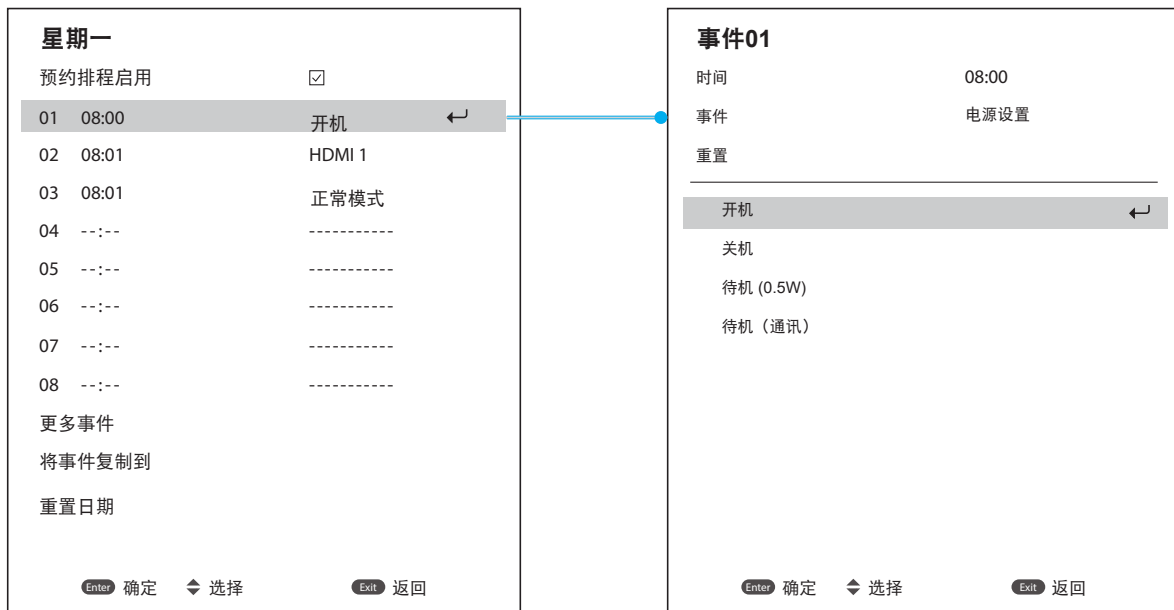 星期一
预约排程启用
01 08:00 开机
02 08:01 HDMI 1
03 08:01 正常模式
04 --:-- -----------
05 --:-- -----------
06 --:-- -----------
07 --:-- -----------
08 --:-- -----------
更多事件
将事件复制到
重置日期
Enter 确定 选择 Exit 返回
事件01
时间 08:00
事件 电源设置
重置
开机
关机
待机 (0.5W)
待机（通讯）
Enter 确定 选择 Exit 返回